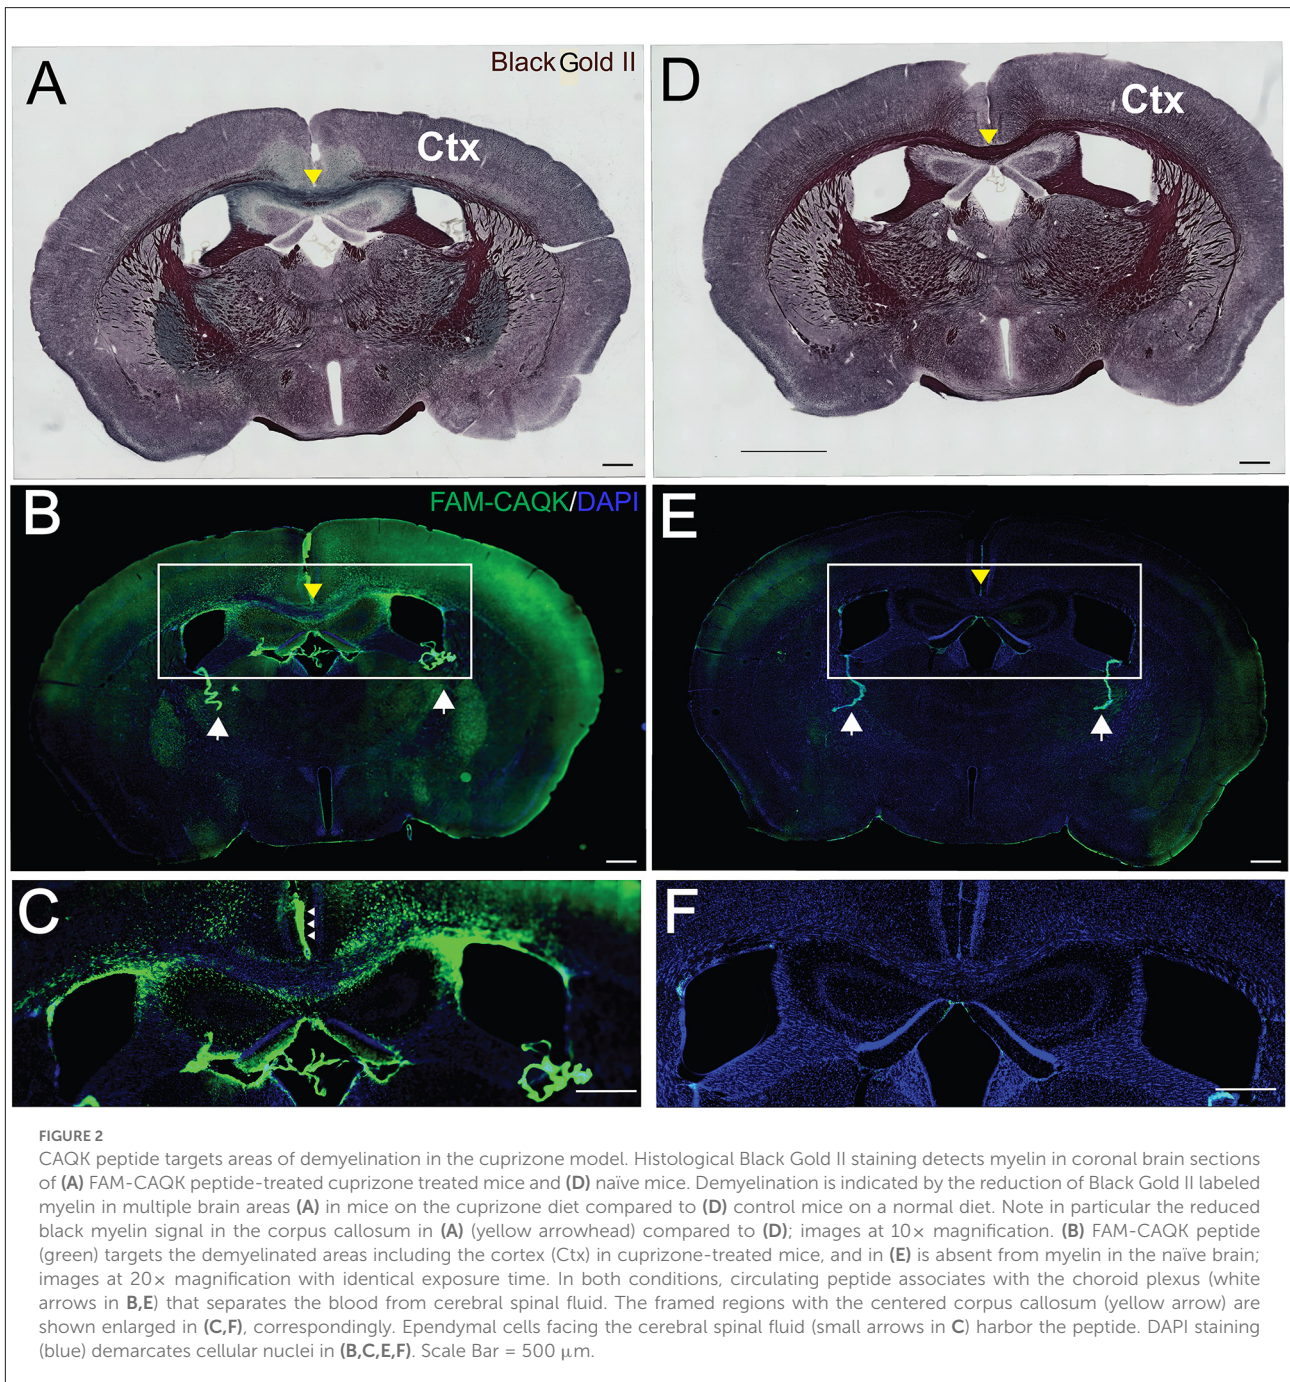 A
Black Gold II
Ctx
D
Ctx
B
FAM-CAQK/DAPI
E
C
F
FIGURE 2
CAQK peptide targets areas of demyelination in the cuprizone model. Histological Black Gold II staining detects myelin in coronal brain sections
of (A) FAM-CAQK peptide-treated cuprizone treated mice and (D) naïve mice. Demyelination is indicated by the reduction of Black Gold II labeled
myelin in multiple brain areas (A) in mice on the cuprizone diet compared to (D) control mice on a normal diet. Note in particular the reduced
black myelin signal in the corpus callosum in (A) (yellow arrowhead) compared to (D); images at 10× magnification. (B) FAM-CAQK peptide
(green) targets the demyelinated areas including the cortex (Ctx) in cuprizone-treated mice, and in (E) is absent from myelin in the naïve brain;
images at 20× magnification with identical exposure time. In both conditions, circulating peptide associates with the choroid plexus (white
arrows in B,E) that separates the blood from cerebral spinal fluid. The framed regions with the centered corpus callosum (yellow arrow) are
shown enlarged in (C,F), correspondingly. Ependymal cells facing the cerebral spinal fluid (small arrows in C) harbor the peptide. DAPI staining
(blue) demarcates cellular nuclei in (B,C,E,F). Scale Bar = 500 μm.